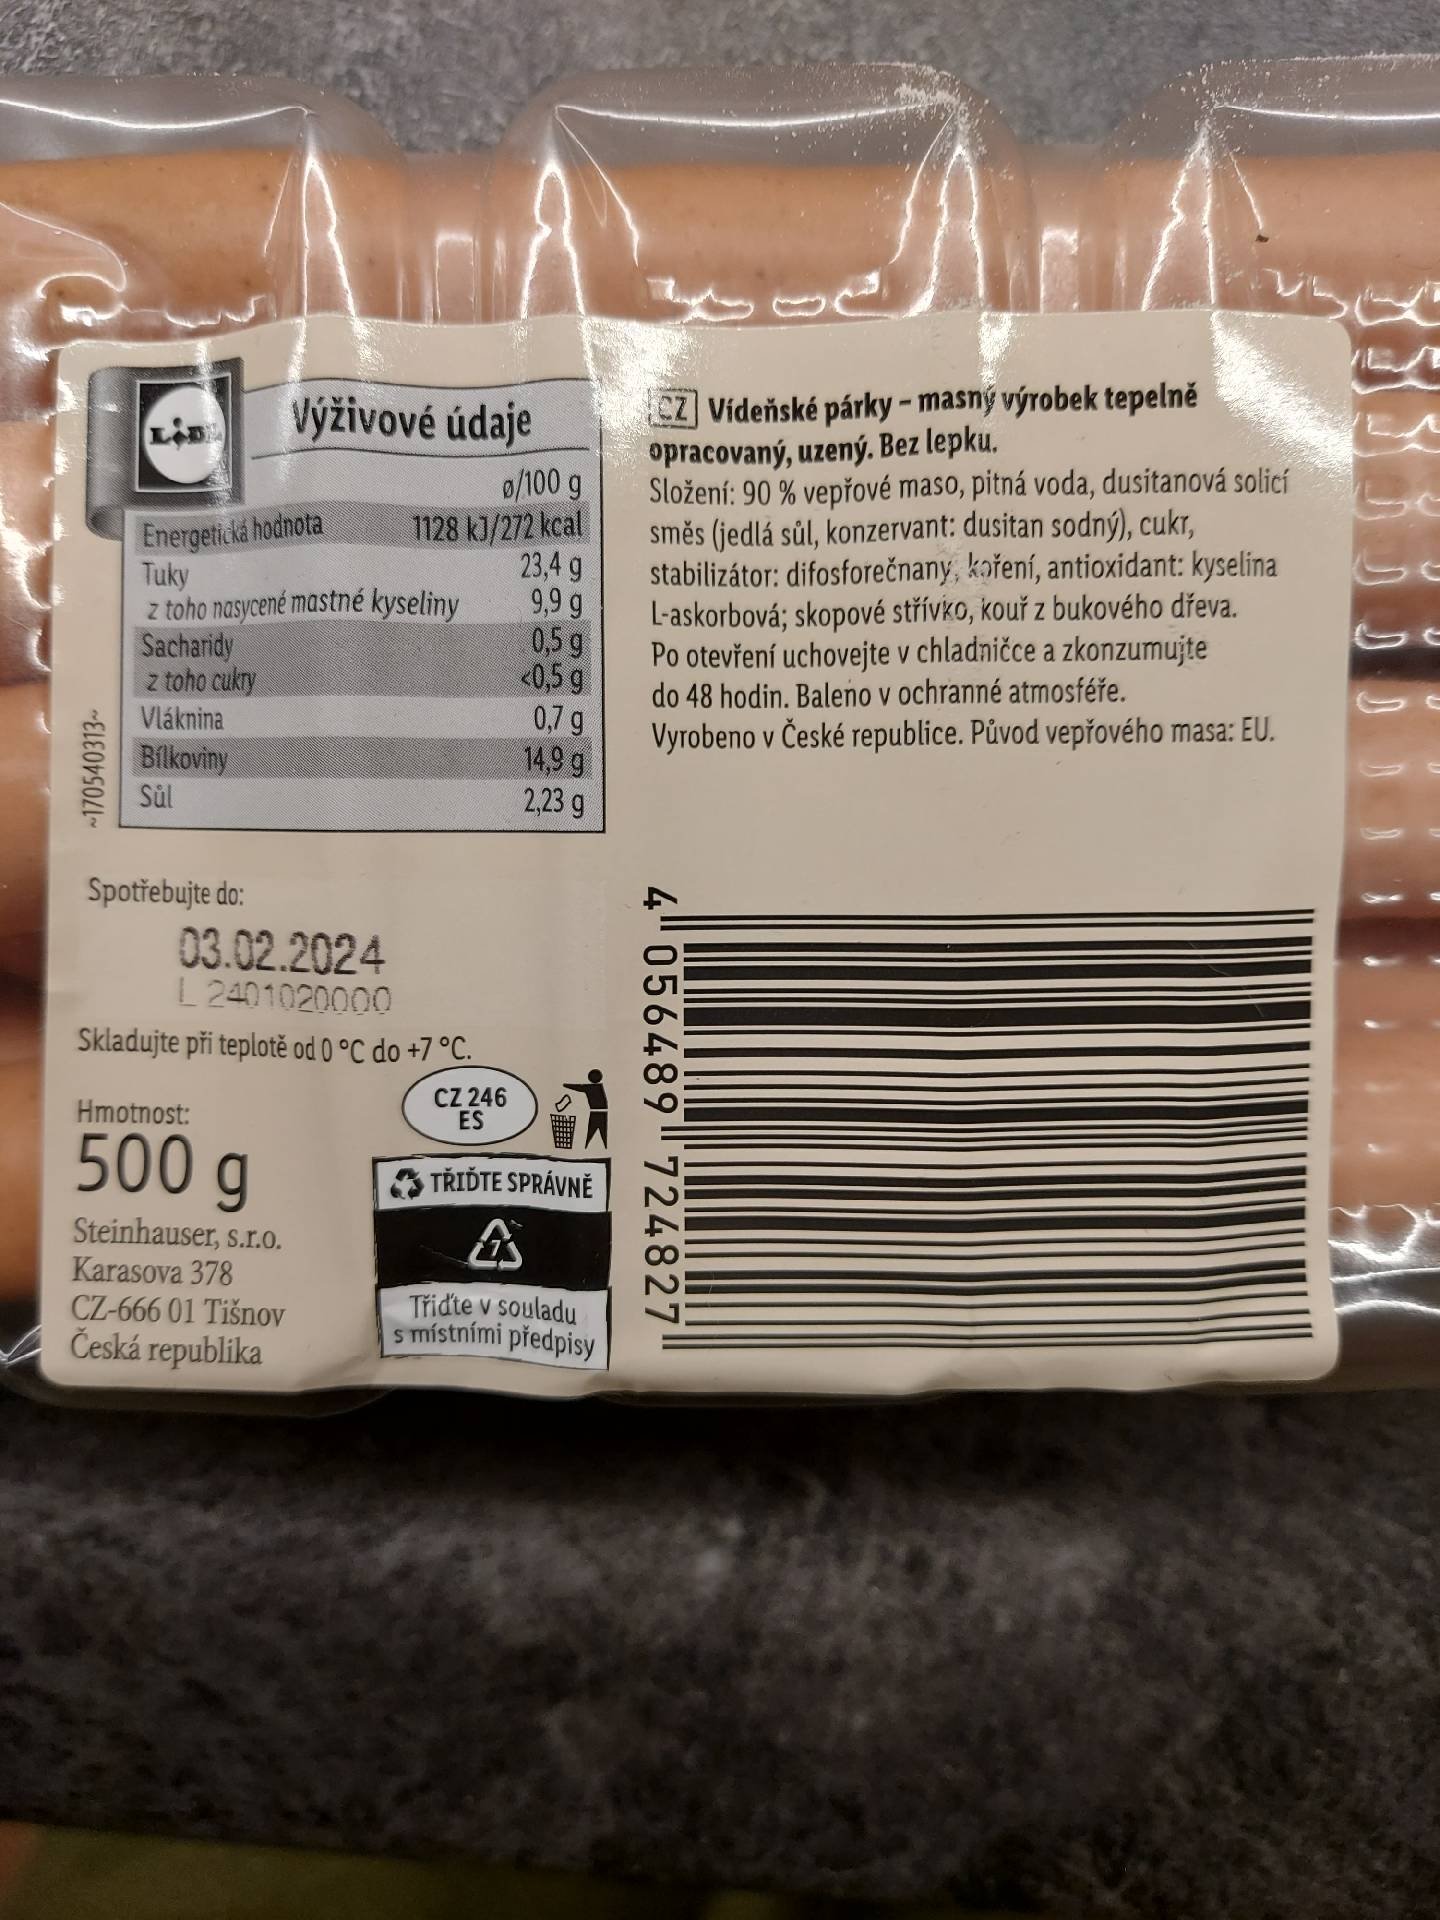 LIDL
Výživové údaje
ø/100 g
Energetická hodnota 1128 kJ/272 kcal
Tuky 23,4 g
z toho nasycené mastné kyseliny 9,9 g
Sacharidy 0,5 g
z toho cukry <0,5 g
Vláknina 0,7 g
Bílkoviny 14,9 g
Sůl 2,23 g
~170540313~
CZ Vídeňské párky – masný výrobek tepelně
opracovaný, uzený. Bez lepku.
Složení: 90 % vepřové maso, pitná voda, dusitanová solicí
směs (jedlá sůl, konzervant: dusitan sodný), cukr,
stabilizátor: difosforečnany, koření, antioxidant: kyselina
L-askorbová; skopové střívko, kouř z bukového dřeva.
Po otevření uchovejte v chladničce a zkonzumujte
do 48 hodin. Baleno v ochranné atmosféře.
Vyrobeno v České republice. Původ vepřového masa: EU.
Spotřebujte do:
03.02.2024
L 2401020000
Skladujte při teplotě od 0 °C do +7 °C.
Hmotnost:
500 g
CZ 246
ES
Steinhauser, s.r.o.
Karasova 378
CZ-666 01 Tišnov
Česká republika
TŘIĎTE SPRÁVNĚ
7
Třiďte v souladu
s místními předpisy
4 056489 724827